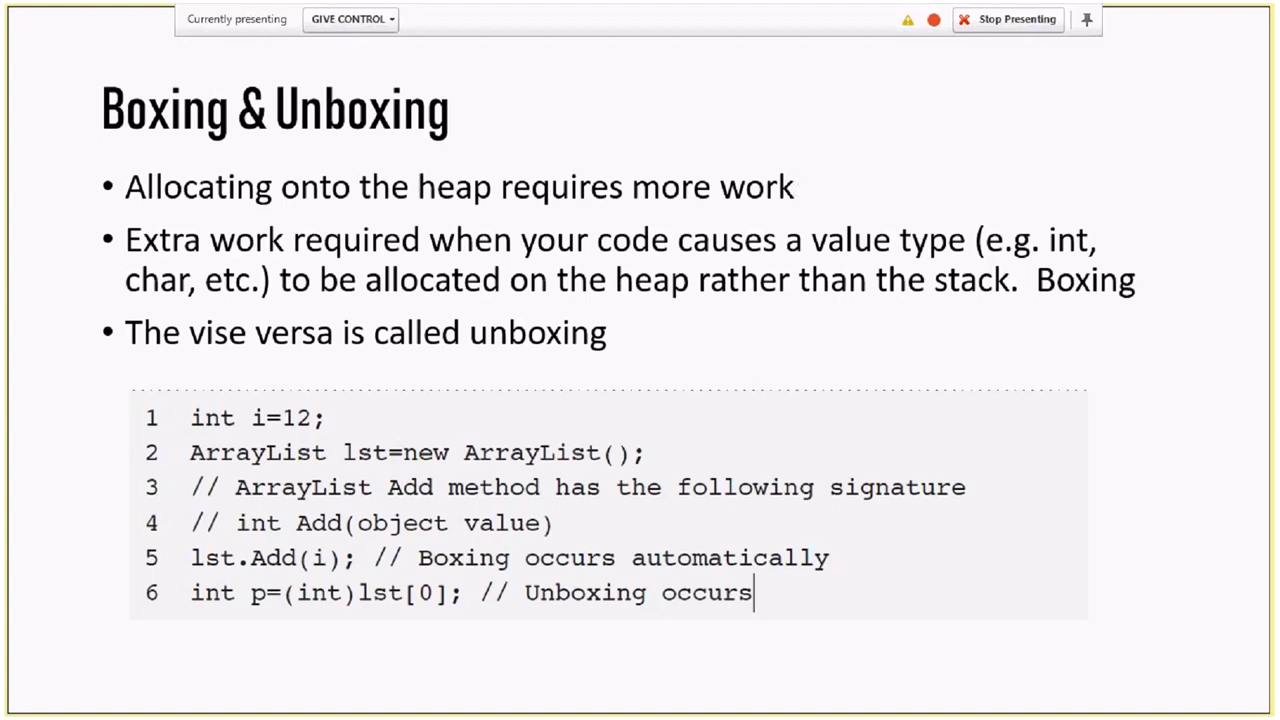 Currently presenting GIVE CONTROL Stop Presenting
Boxing & Unboxing
• Allocating onto the heap requires more work
• Extra work required when your code causes a value type (e.g. int,
char, etc.) to be allocated on the heap rather than the stack. Boxing
• The vise versa is called unboxing
1 int i=12;
2 ArrayList lst=new ArrayList();
3 // ArrayList Add method has the following signature
4 // int Add(object value)
5 lst.Add(i); // Boxing occurs automatically
6 int p=(int)lst[0]; // Unboxing occurs